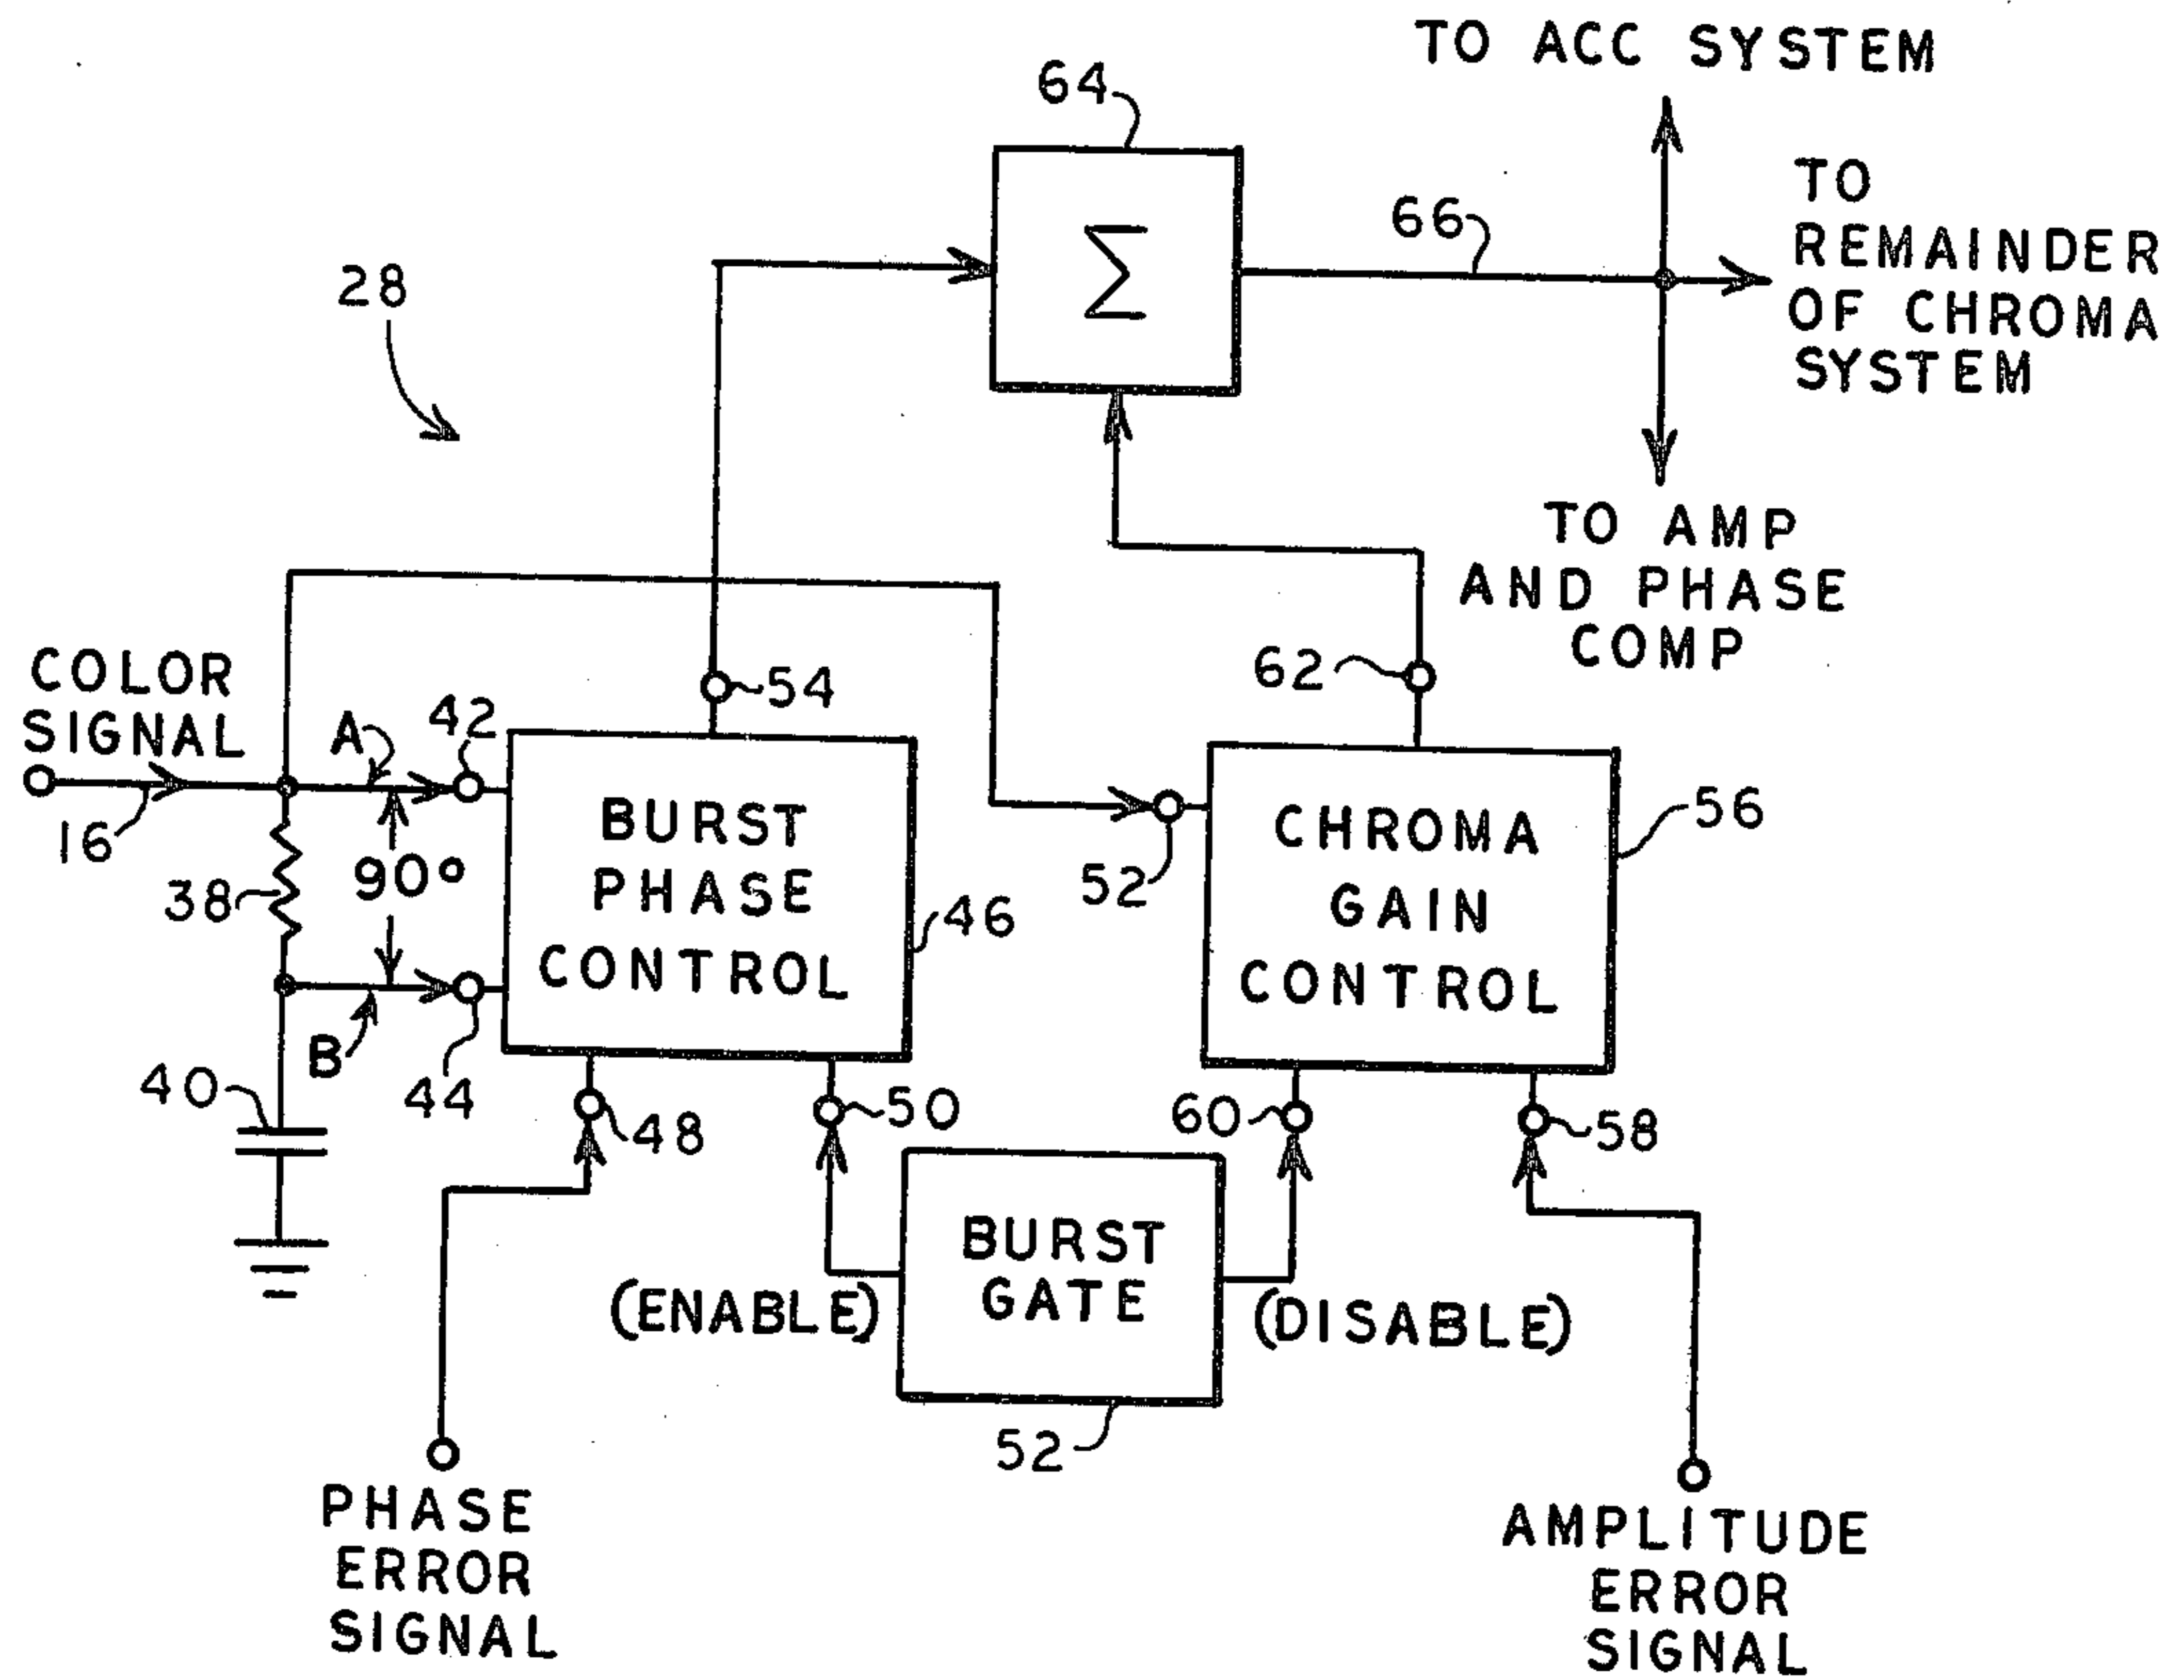 TO ACC SYSTEM
64
TO
REMAINDER
OF CHROMA
SYSTEM
66
Σ
28
TO AMP
AND PHASE
COMP
COLOR
SIGNAL
A
42
54
62
16
BURST
PHASE
CONTROL
CHROMA
GAIN
CONTROL
56
38
90°
52
46
B
44
40
48
50
60
58
BURST
GATE
(ENABLE)
(DISABLE)
52
PHASE
ERROR
SIGNAL
AMPLITUDE
ERROR
SIGNAL